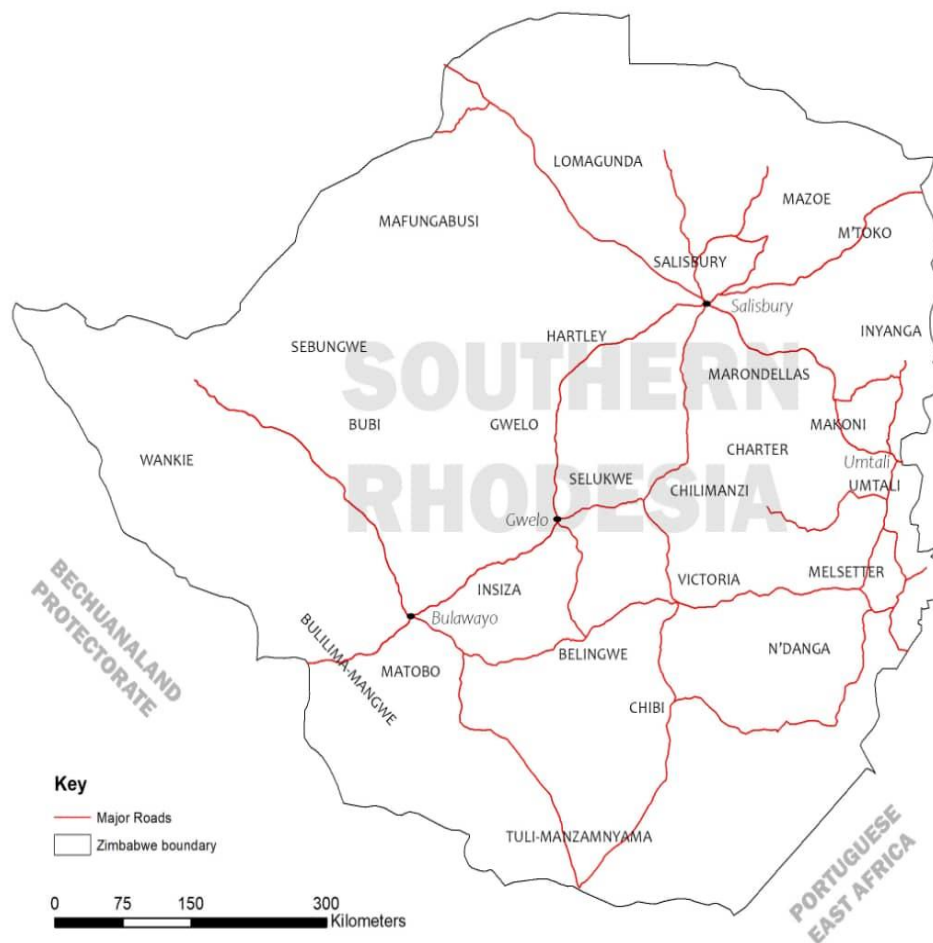 LOMAGUNDA
MAZOE
MAFUNGABUSI
M'TOKO
SALISBURY
Salisbury
HARTLEY
INYANGA
SEBUNGWE
SOUTHERN
MARONDELLAS
BUBI
GWELO
MAKONI
CHARTER
WANKIE
Umtali
SELUKWE
UMTALI
CHILIMANZI
RHODESIA
Gwelo
MELSETTER
VICTORIA
INSIZA
BECHUANALAND
PROTECTORATE
Bulawayo
BULILIMA-MANGWE
N'DANGA
BELINGWE
MATOBO
CHIBI
Key
Major Roads
Zimbabwe boundary
TULI-MANZAMNYAMA
PORTUGUESE
EAST AFRICA
0 75 150 300
Kilometers